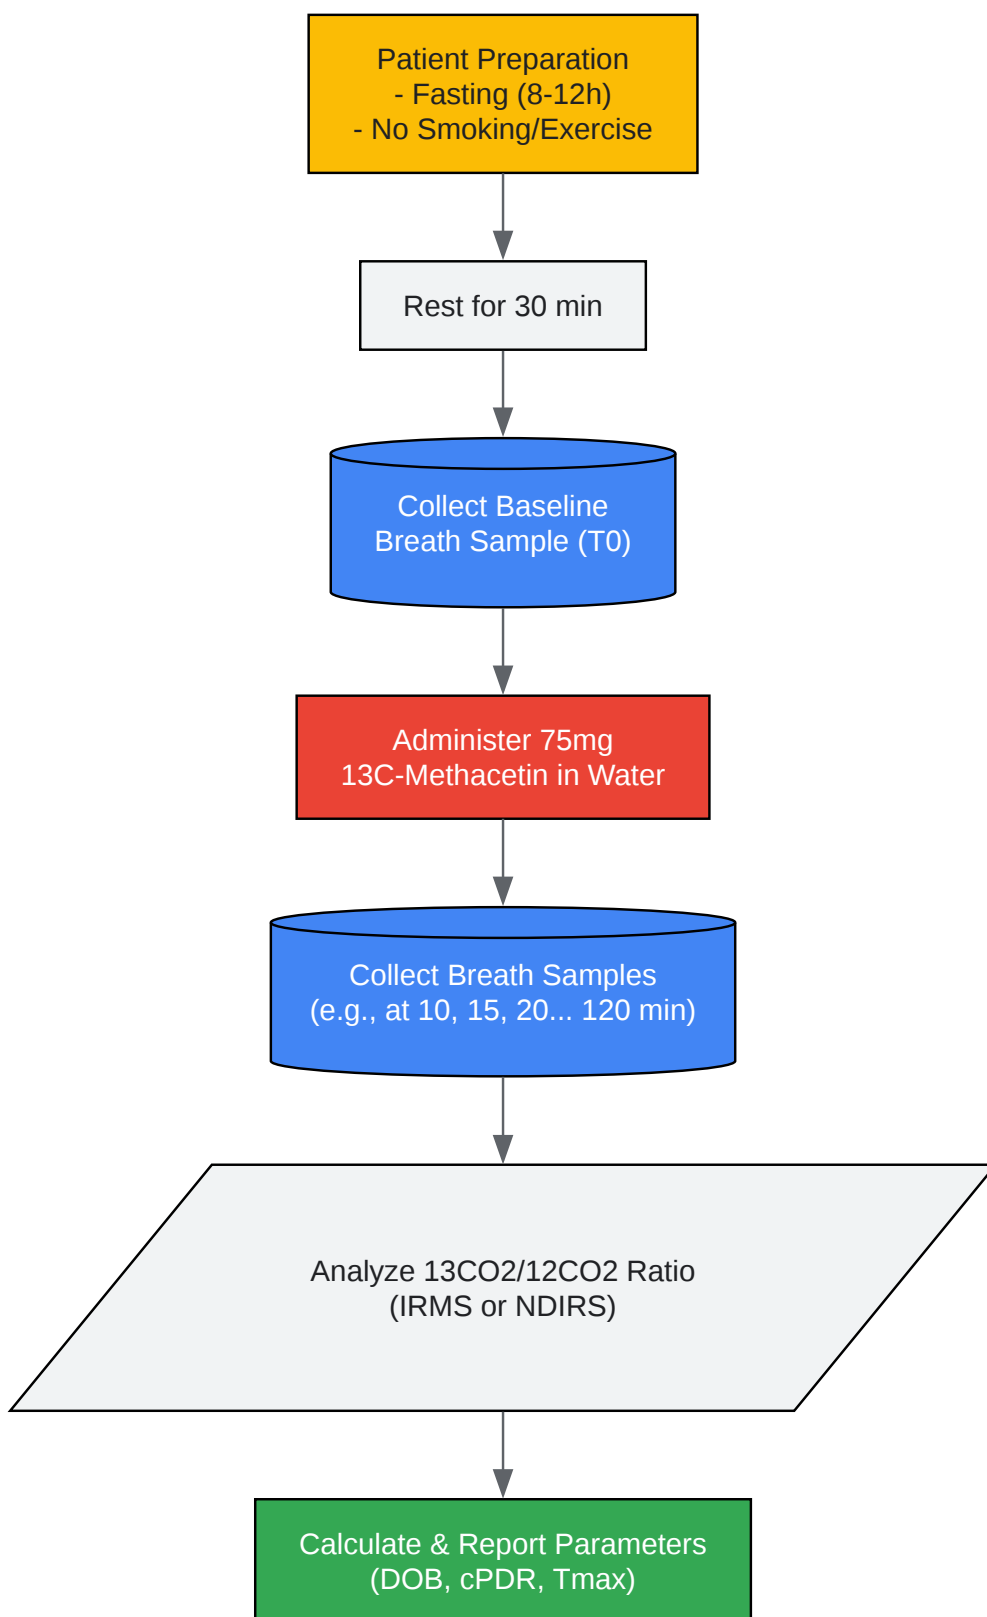 Patient Preparation
- Fasting (8-12h)
- No Smoking/Exercise
Rest for 30 min
Collect Baseline
Breath Sample (T0)
Administer 75mg
13C-Methacetin in Water
Collect Breath Samples
(e.g., at 10, 15, 20... 120 min)
Analyze 13CO2/12CO2 Ratio
(IRMS or NDIRS)
Calculate & Report Parameters
(DOB, cPDR, Tmax)